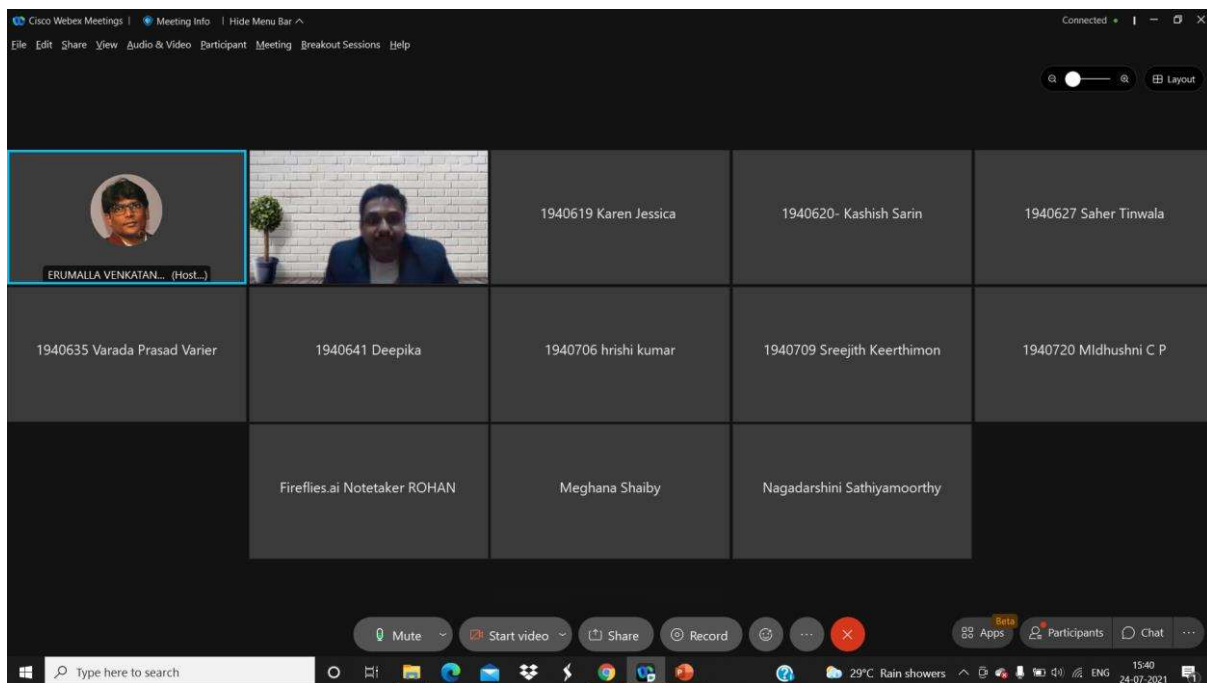 Cisco Webex Meetings | Meeting Info | Hide Menu Bar
Connected
File Edit Share View Audio & Video Participant Meeting Breakout Sessions Help
Layout
ERUMALLA VENKATAN... (Host...)
1940619 Karen Jessica
1940620- Kashish Sarin
1940627 Saher Tinwala
1940635 Varada Prasad Varier
1940641 Deepika
1940706 hrishi kumar
1940709 Sreejith Keerthimon
1940720 MIdhushni C P
Fireflies.ai Notetaker ROHAN
Meghana Shaiby
Nagadarshini Sathiyamoorthy
Mute
Start video
Share
Record
Beta
Apps
Participants
Chat
Type here to search
29°C Rain showers
ENG
15:40
24-07-2021